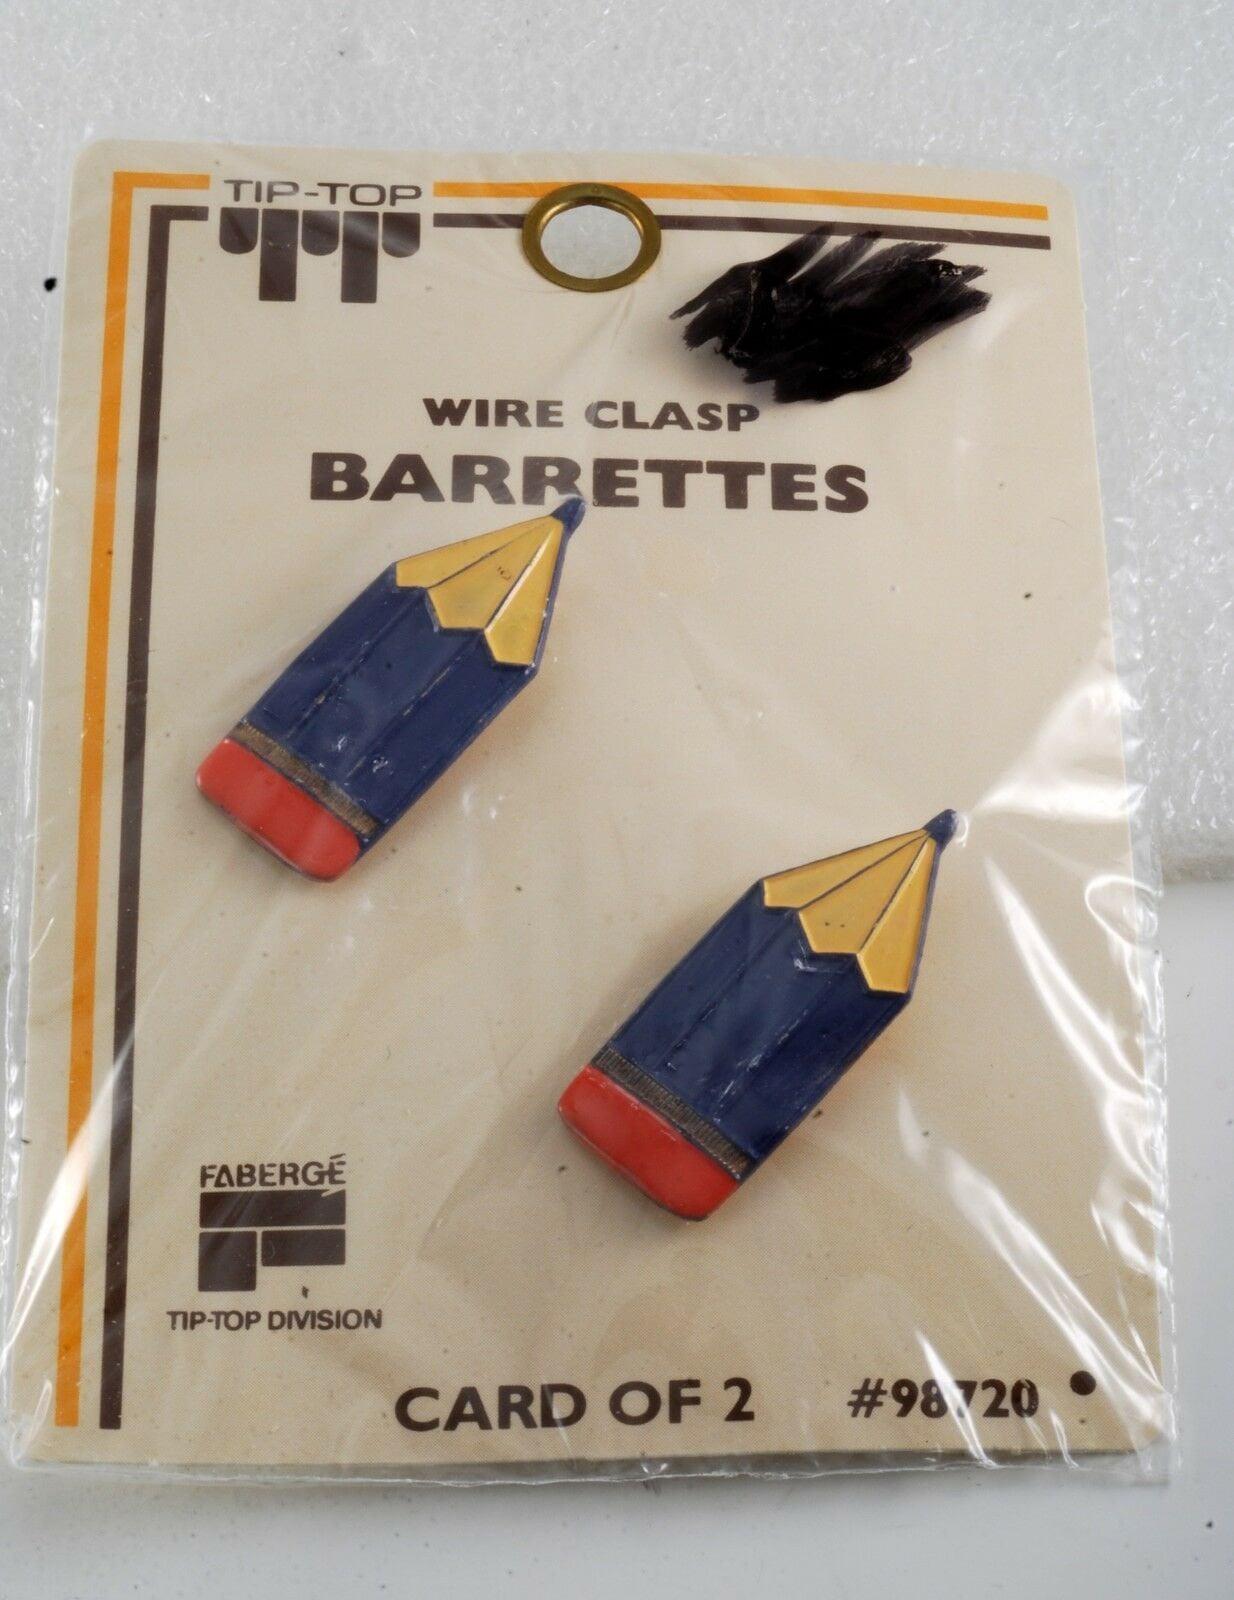 TIP-TOP
WIRE CLASP
BARRETTES
FABERGÉ
TIP-TOP DIVISION
CARD OF 2 #98720